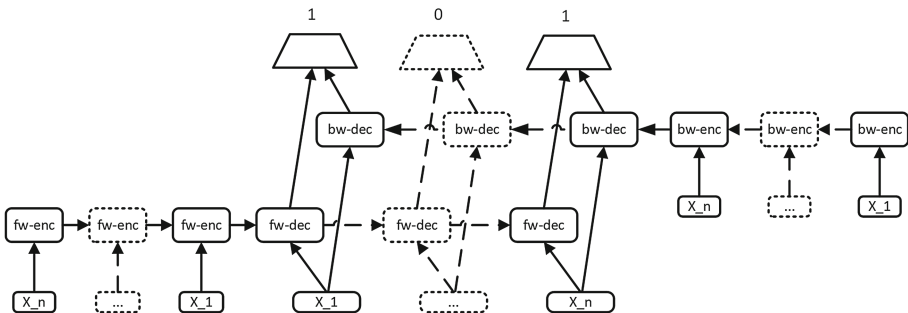 1 0 1
bw-dec bw-dec bw-dec bw-enc bw-enc bw-enc
X_n ... X_1
fw-enc fw-enc fw-enc fw-dec fw-dec fw-dec
X_n ... X_1 X_1 ... X_n